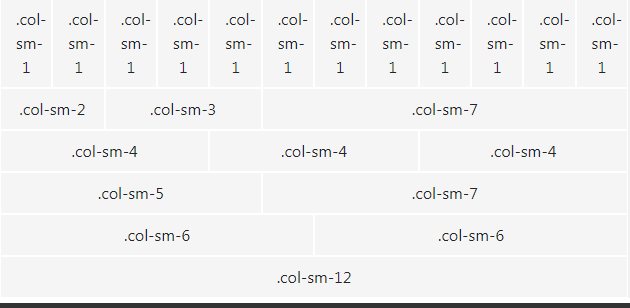 .col-sm-1 .col-sm-1 .col-sm-1 .col-sm-1 .col-sm-1 .col-sm-1 .col-sm-1 .col-sm-1 .col-sm-1 .col-sm-1 .col-sm-1 .col-sm-1
.col-sm-2 .col-sm-3 .col-sm-7
.col-sm-4 .col-sm-4 .col-sm-4
.col-sm-5 .col-sm-7
.col-sm-6 .col-sm-6
.col-sm-12